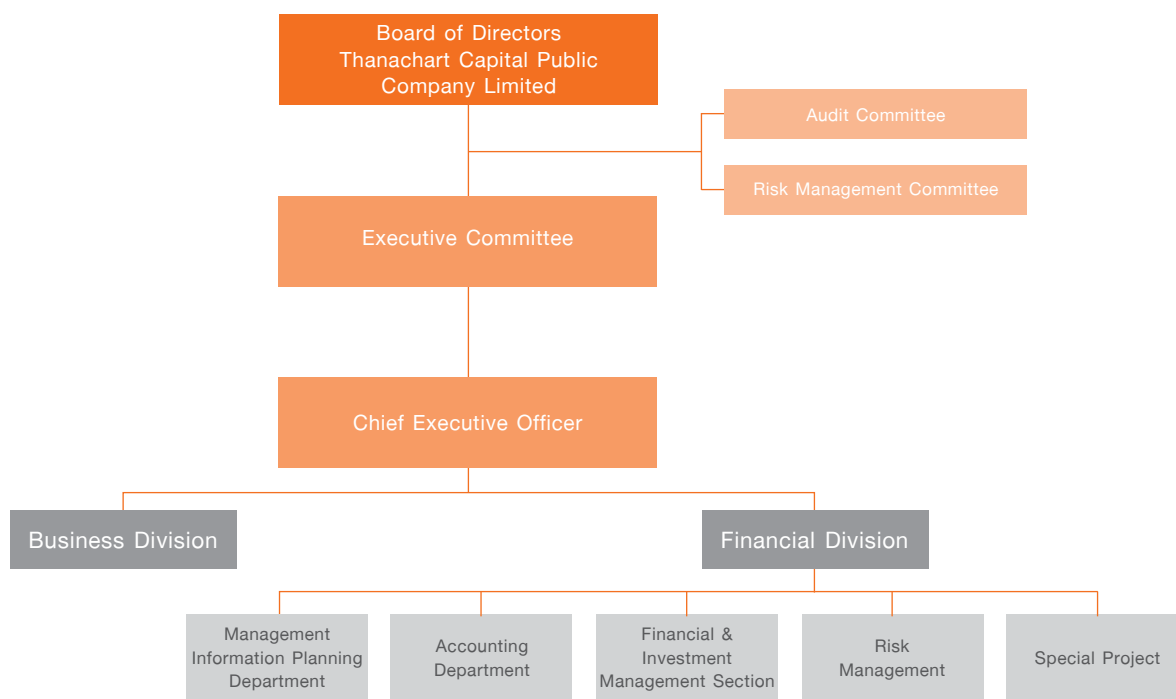 Board of Directors
Thanachart Capital Public
Company Limited
Audit Committee
Risk Management Committee
Executive Committee
Chief Executive Officer
Business Division
Financial Division
Management
Information Planning
Department
Accounting
Department
Financial &
Investment
Management Section
Risk
Management
Special Project